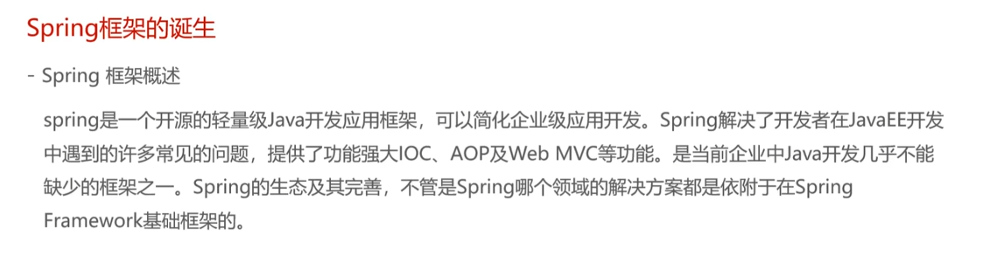 Spring框架的诞生
- Spring 框架概述
spring是一个开源的轻量级Java开发应用框架，可以简化企业级应用开发。Spring解决了开发者在JavaEE开发
中遇到的许多常见的问题，提供了功能强大IOC、AOP及Web MVC等功能。是当前企业中Java开发几乎不能
缺少的框架之一。Spring的生态及其完善，不管是Spring哪个领域的解决方案都是依附于在Spring
Framework基础框架的。